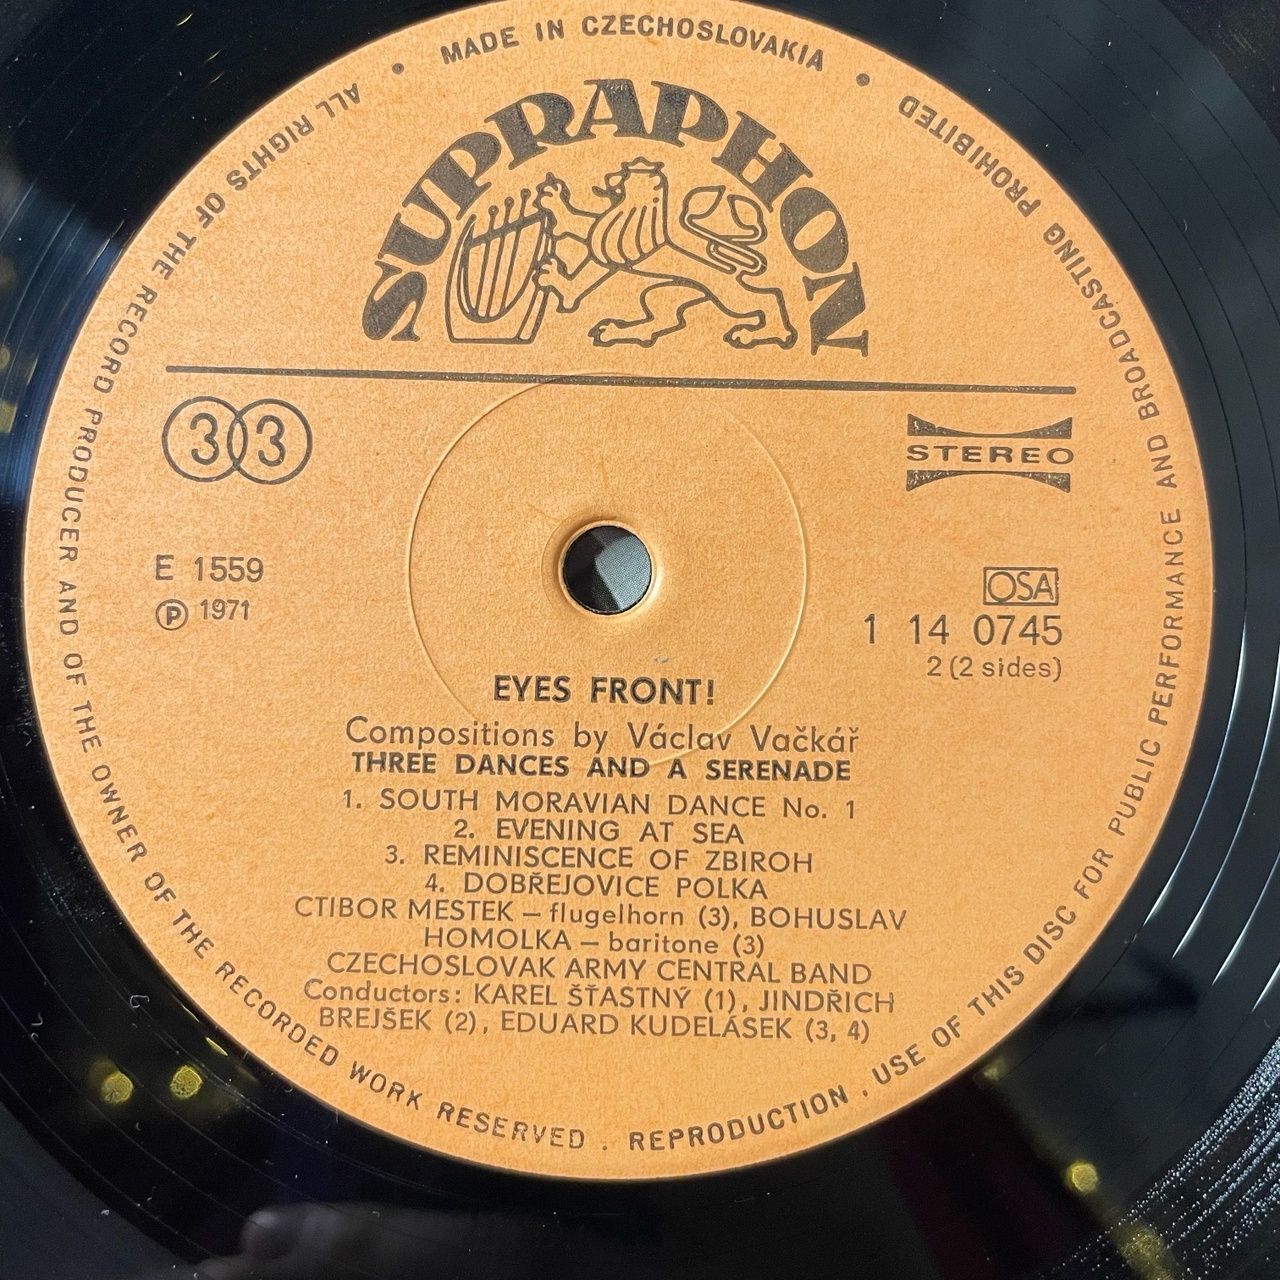 MADE IN CZECHOSLOVAKIA
ALL RIGHTS OF THE RECORD PRODUCER AND OF THE OWNER OF THE RECORDED WORK RESERVED . REPRODUCTION , USE OF THIS DISC FOR PUBLIC PERFORMANCE AND BROADCASTING PROHIBITED
SUPRAPHON
33
STEREO
E 1559
℗ 1971
OSA
1 14 0745
2 (2 sides)
EYES FRONT!
Compositions by Václav Vačkář
THREE DANCES AND A SERENADE
1. SOUTH MORAVIAN DANCE No. 1
2. EVENING AT SEA
3. REMINISCENCE OF ZBIROH
4. DOBŘEJOVICE POLKA
CTIBOR MESTEK – flugelhorn (3), BOHUSLAV
HOMOLKA – baritone (3)
CZECHOSLOVAK ARMY CENTRAL BAND
Conductors: KAREL ŠŤASTNÝ (1), JINDŘICH
BREJŠEK (2), EDUARD KUDELÁSEK (3, 4)